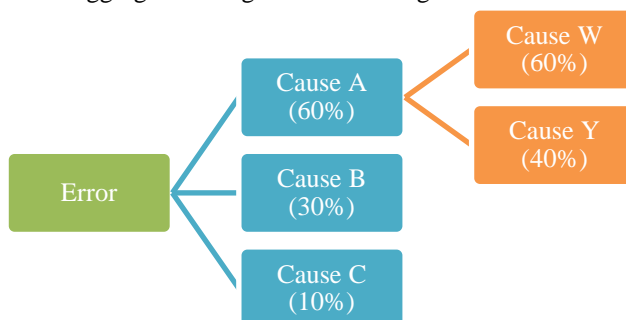 Cause W
(60%)
Cause A
(60%)
Cause Y
(40%)
Error
Cause B
(30%)
Cause C
(10%)